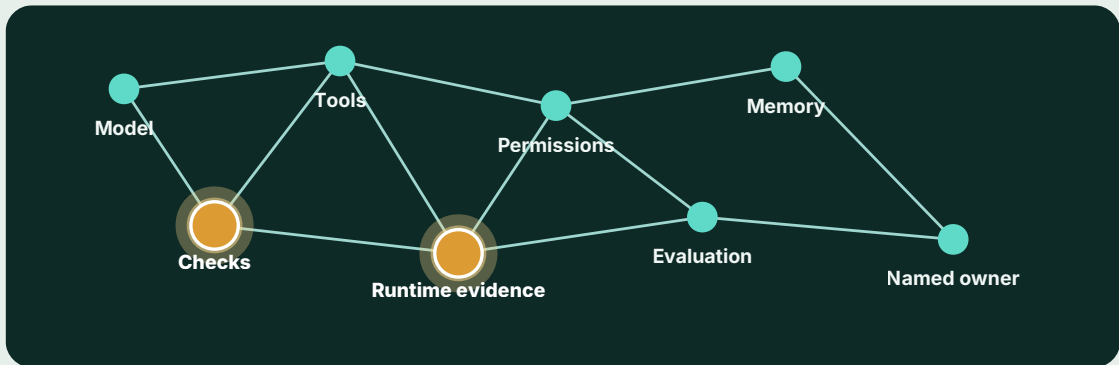 Model
Tools
Permissions
Memory
Checks
Runtime evidence
Evaluation
Named owner